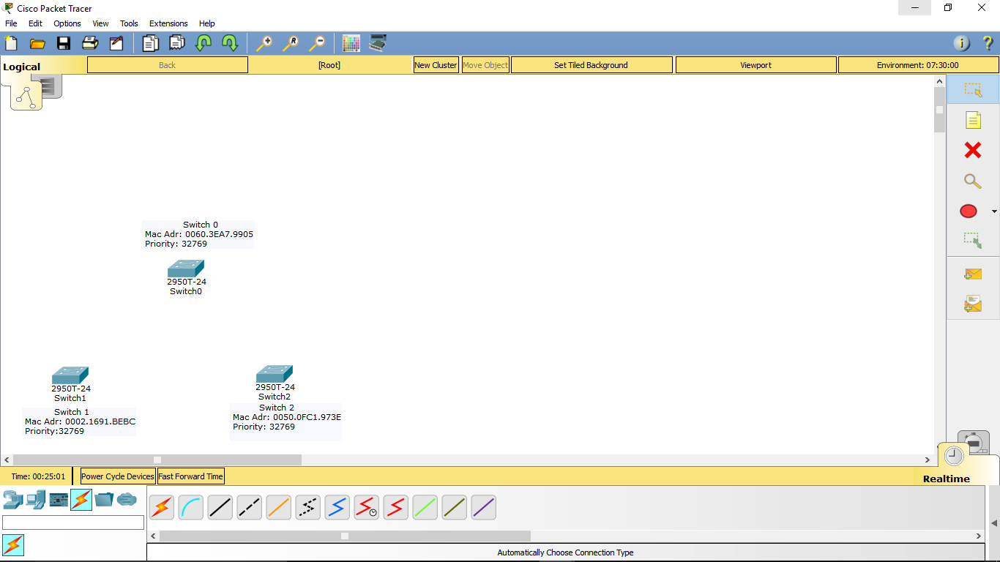 Cisco Packet Tracer
File Edit Options View Tools Extensions Help
Logical
Back
[Root]
New Cluster
Move Object
Set Tiled Background
Viewport
Environment: 07:30:00
Switch 0
Mac Adr: 0060.3EA7.9905
Priority: 32769
2950T-24
Switch0
2950T-24
Switch1
Switch 1
Mac Adr: 0002.1691.BEBC
Priority:32769
2950T-24
Switch2
Switch 2
Mac Adr: 0050.0FC1.973E
Priority: 32769
Time: 00:25:01
Power Cycle Devices
Fast Forward Time
Realtime
Automatically Choose Connection Type